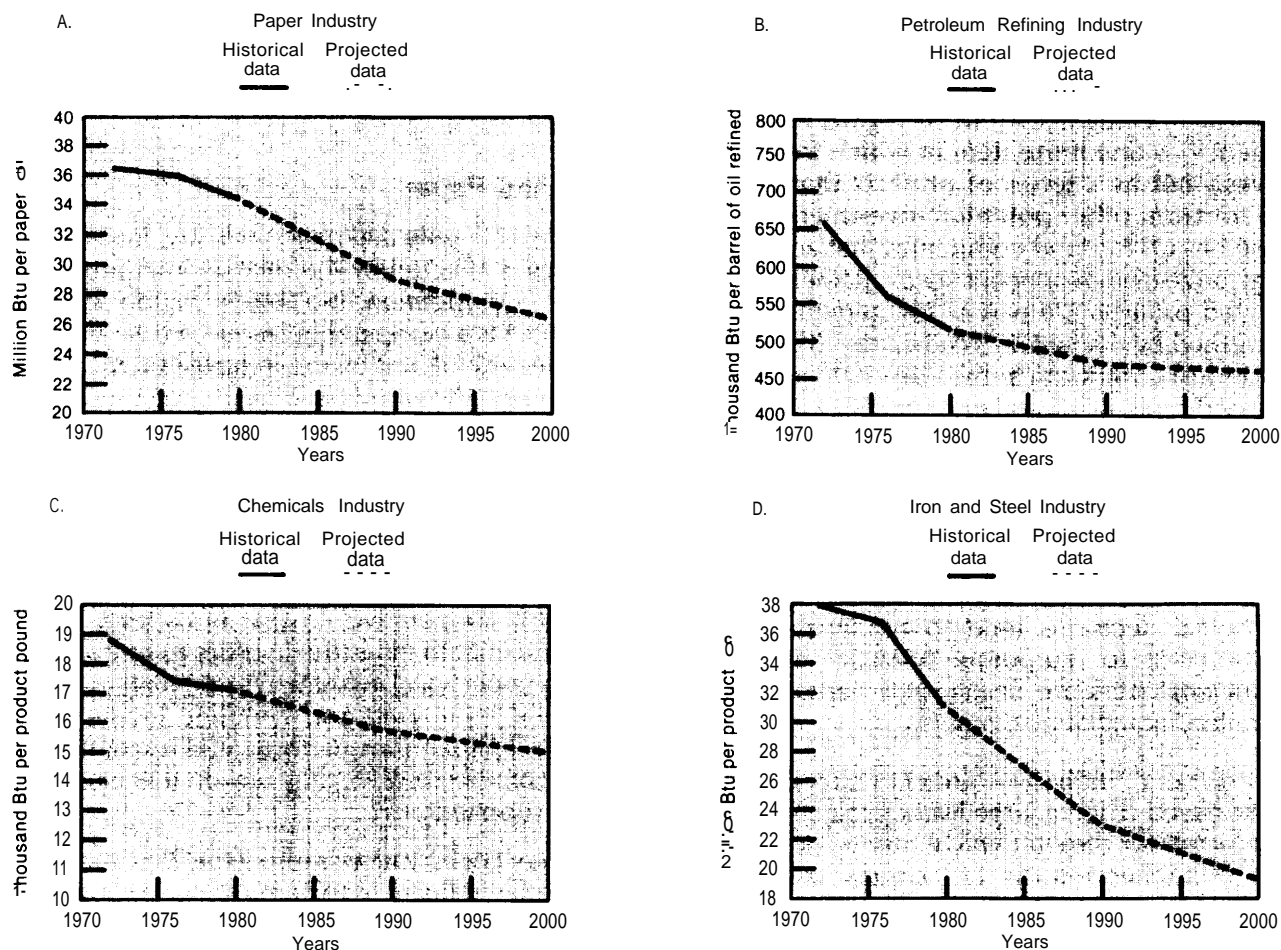 A.
Paper Industry
Historical data
Projected data
Million Btu per paper
40
38
36
34
32
30
28
26
24
22
20
1970 1975 1980 1985 1990 1995 2000
Years
B.
Petroleum Refining Industry
Historical data
Projected data
Btu per barrel of oil refined
800
750
700
650
600
550
500
450
400
1970 1975 1980 1985 1990 1995 2000
Years
C.
Chemicals Industry
Historical data
Projected data
Btu per product pound
20
19
18
17
16
15
14
13
12
11
10
1970 1975 1980 1985 1990 1995 2000
Years
D.
Iron and Steel Industry
Historical data
Projected data
Btu per product
38
36
34
32
30
28
26
24
22
20
18
1970 1975 1980 1985 1990 1995 2000
Years